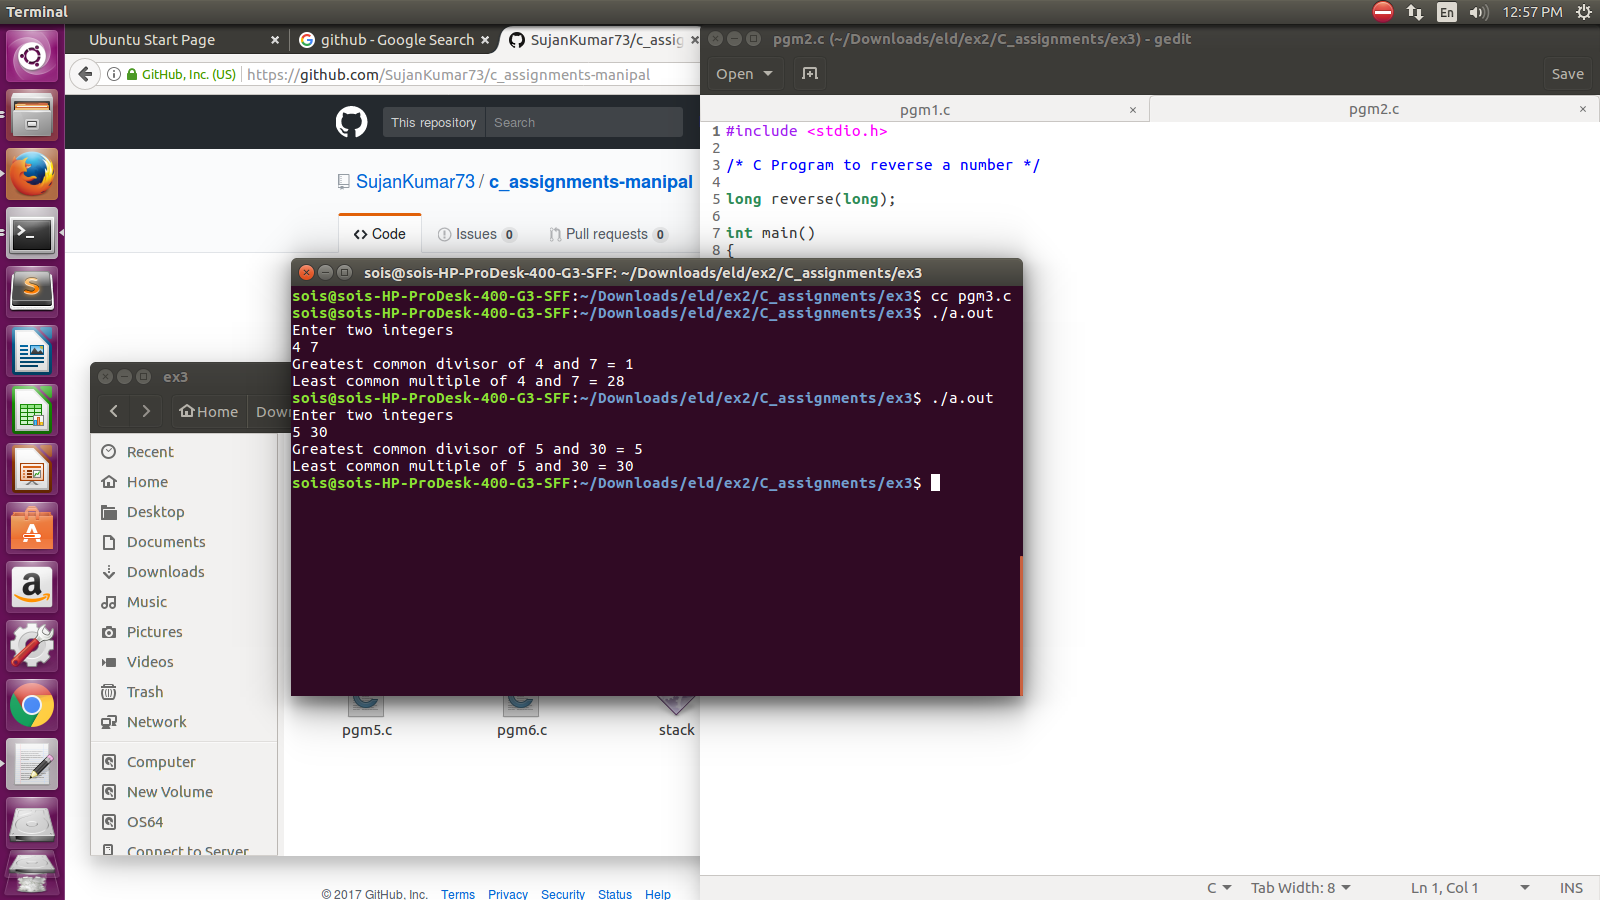 Terminal
En
12:57 PM
Ubuntu Start Page
github - Google Search
SujanKumar73/c_assig
GitHub, Inc. (US)
https://github.com/SujanKumar73/c_assignments-manipal
This repository
Search
SujanKumar73 / c_assignments-manipal
Code
Issues 0
Pull requests 0
pgm2.c (~/Downloads/eld/ex2/C_assignments/ex3) - gedit
Open
Save
pgm1.c
pgm2.c
1 #include <stdio.h>
2
3 /* C Program to reverse a number */
4
5 long reverse(long);
6
7 int main()
8 {
sois@sois-HP-ProDesk-400-G3-SFF: ~/Downloads/eld/ex2/C_assignments/ex3
sois@sois-HP-ProDesk-400-G3-SFF:~/Downloads/eld/ex2/C_assignments/ex3$ cc pgm3.c
sois@sois-HP-ProDesk-400-G3-SFF:~/Downloads/eld/ex2/C_assignments/ex3$ ./a.out
Enter two integers
4 7
Greatest common divisor of 4 and 7 = 1
Least common multiple of 4 and 7 = 28
sois@sois-HP-ProDesk-400-G3-SFF:~/Downloads/eld/ex2/C_assignments/ex3$ ./a.out
Enter two integers
5 30
Greatest common divisor of 5 and 30 = 5
Least common multiple of 5 and 30 = 30
sois@sois-HP-ProDesk-400-G3-SFF:~/Downloads/eld/ex2/C_assignments/ex3$
ex3
Home
Down
Recent
Home
Desktop
Documents
Downloads
Music
Pictures
Videos
Trash
Network
Computer
New Volume
OS64
Connect to Server
pgm5.c
pgm6.c
stack
© 2017 GitHub, Inc. Terms Privacy Security Status Help
C
Tab Width: 8
Ln 1, Col 1
INS